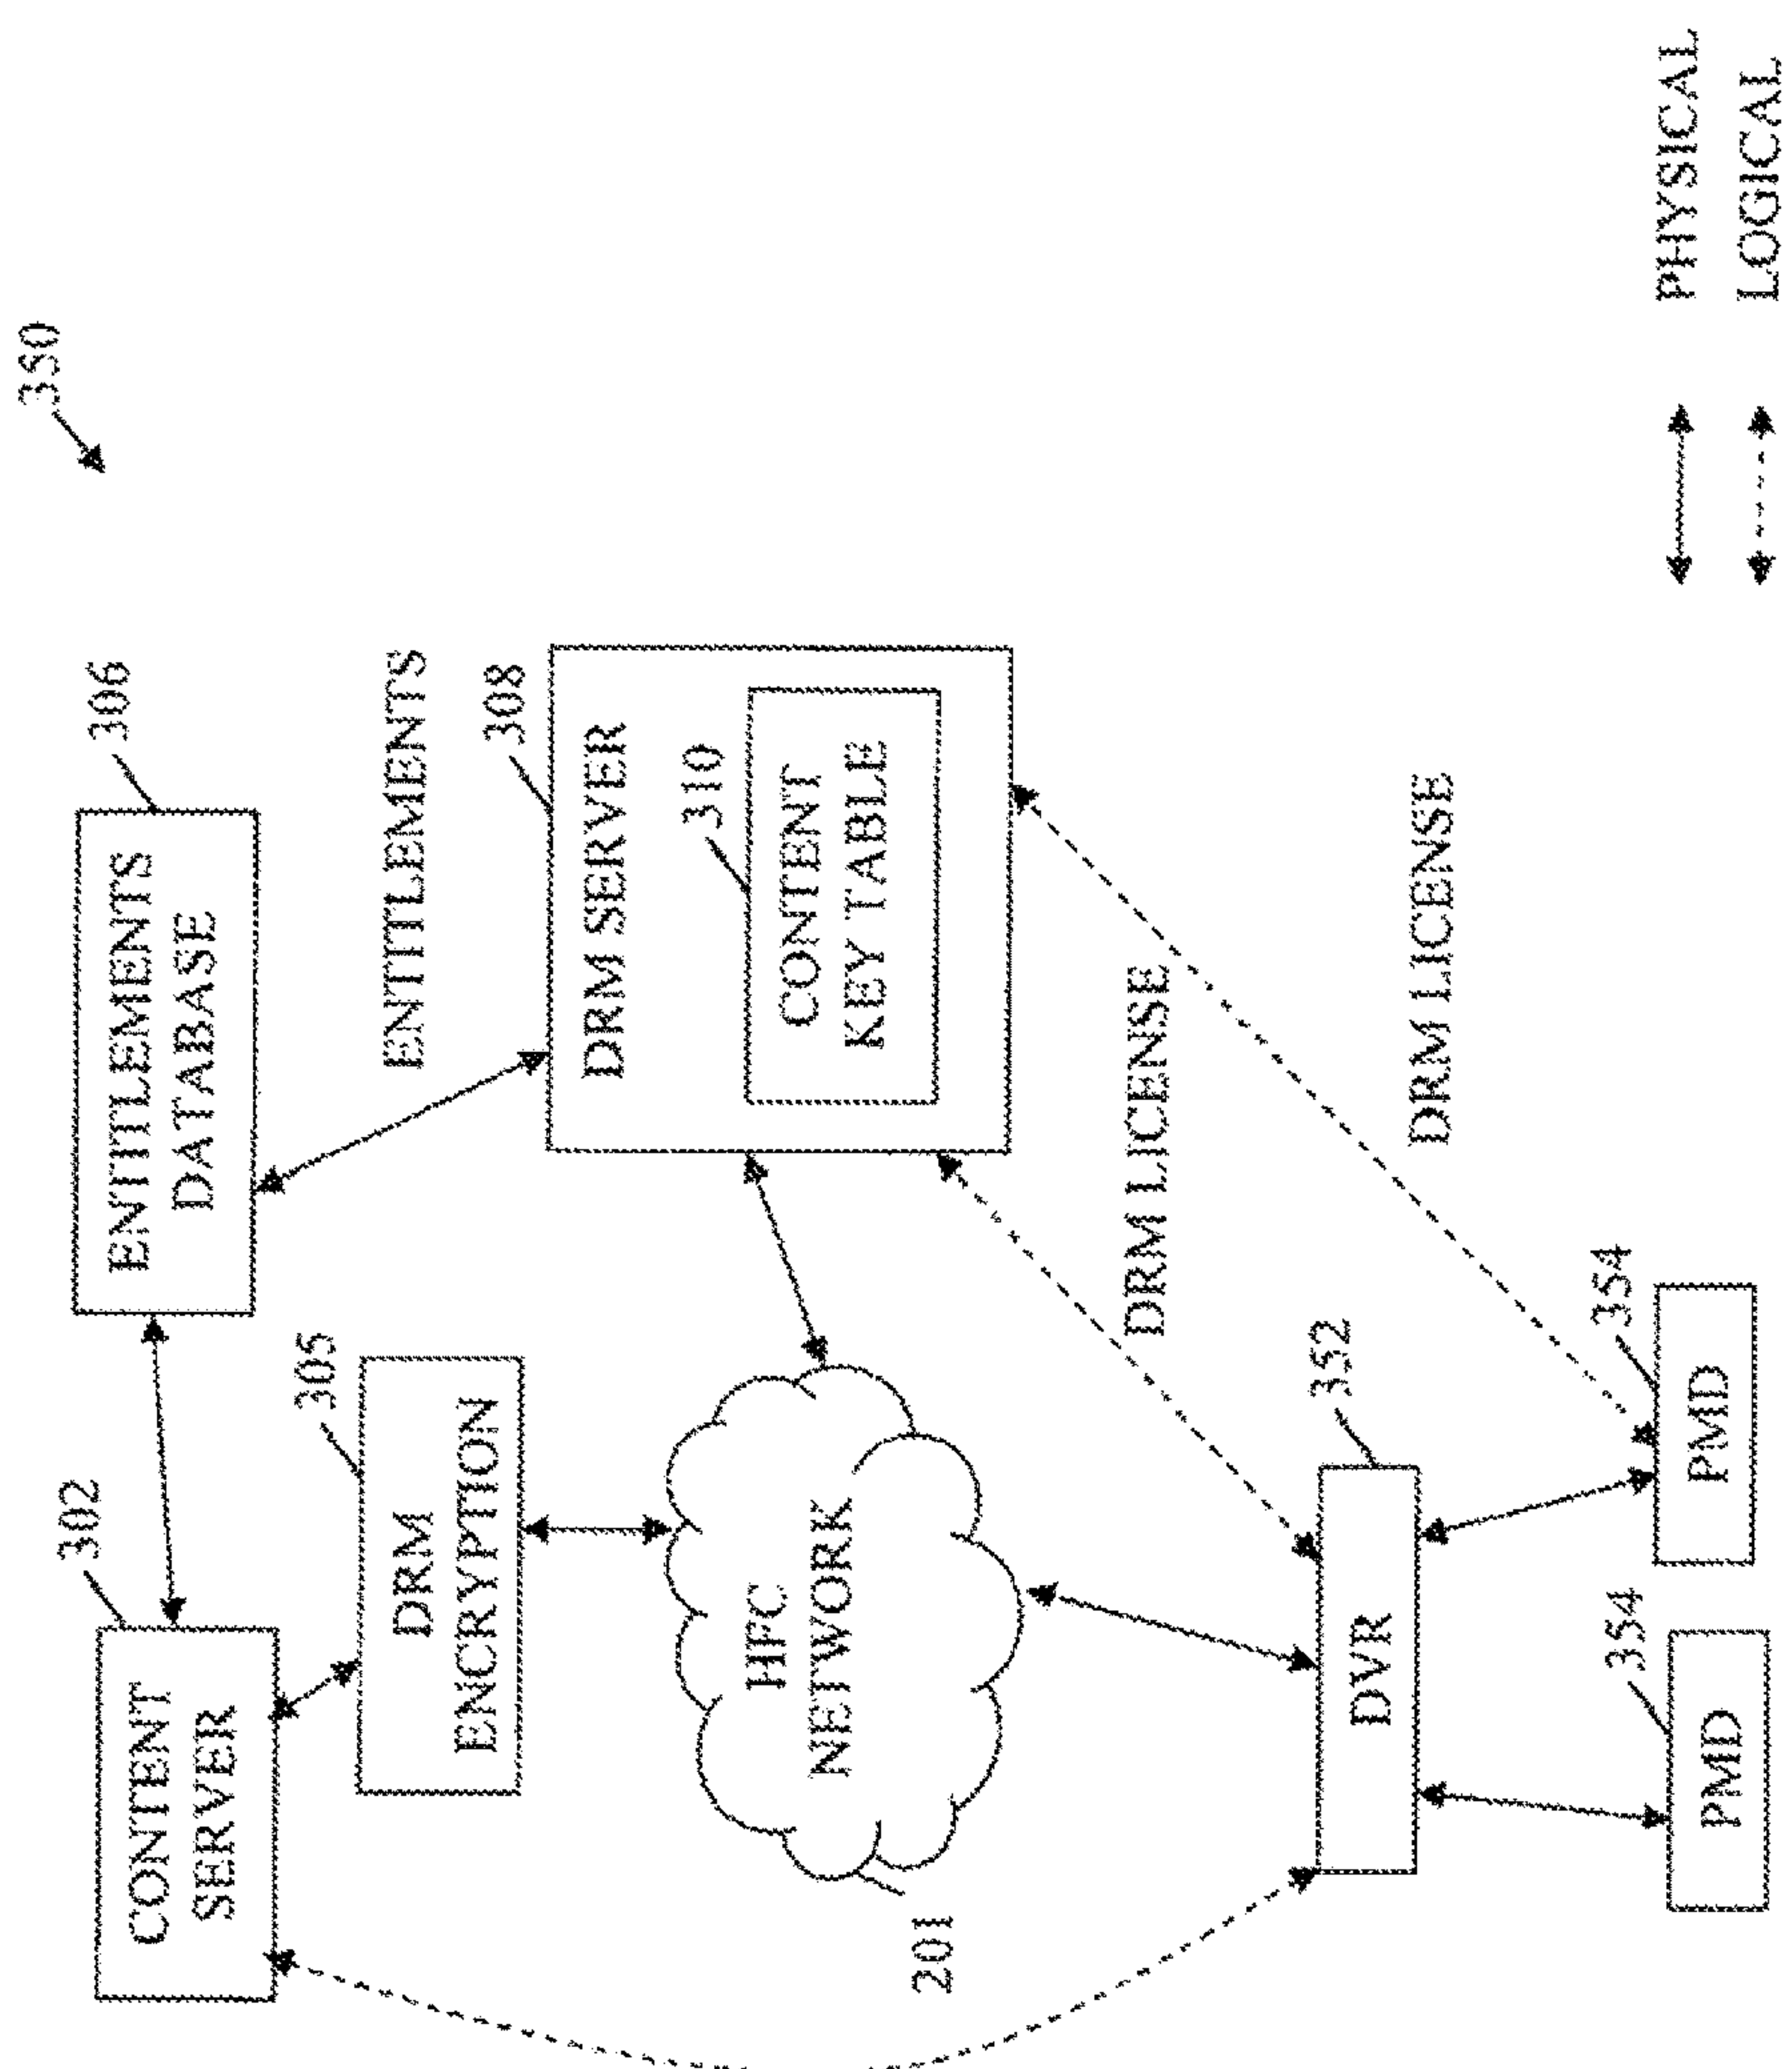 350
302
CONTENT
SERVER
306
ENTITLEMENTS
DATABASE
305
DRM
ENCRYPTION
ENTITLEMENTS
308
DRM SERVER
310
CONTENT
KEY TABLE
HFC
NETWORK
201
DRM LICENSE
DRM LICENSE
352
DVR
354
PMD
354
PMD
PHYSICAL
LOGICAL